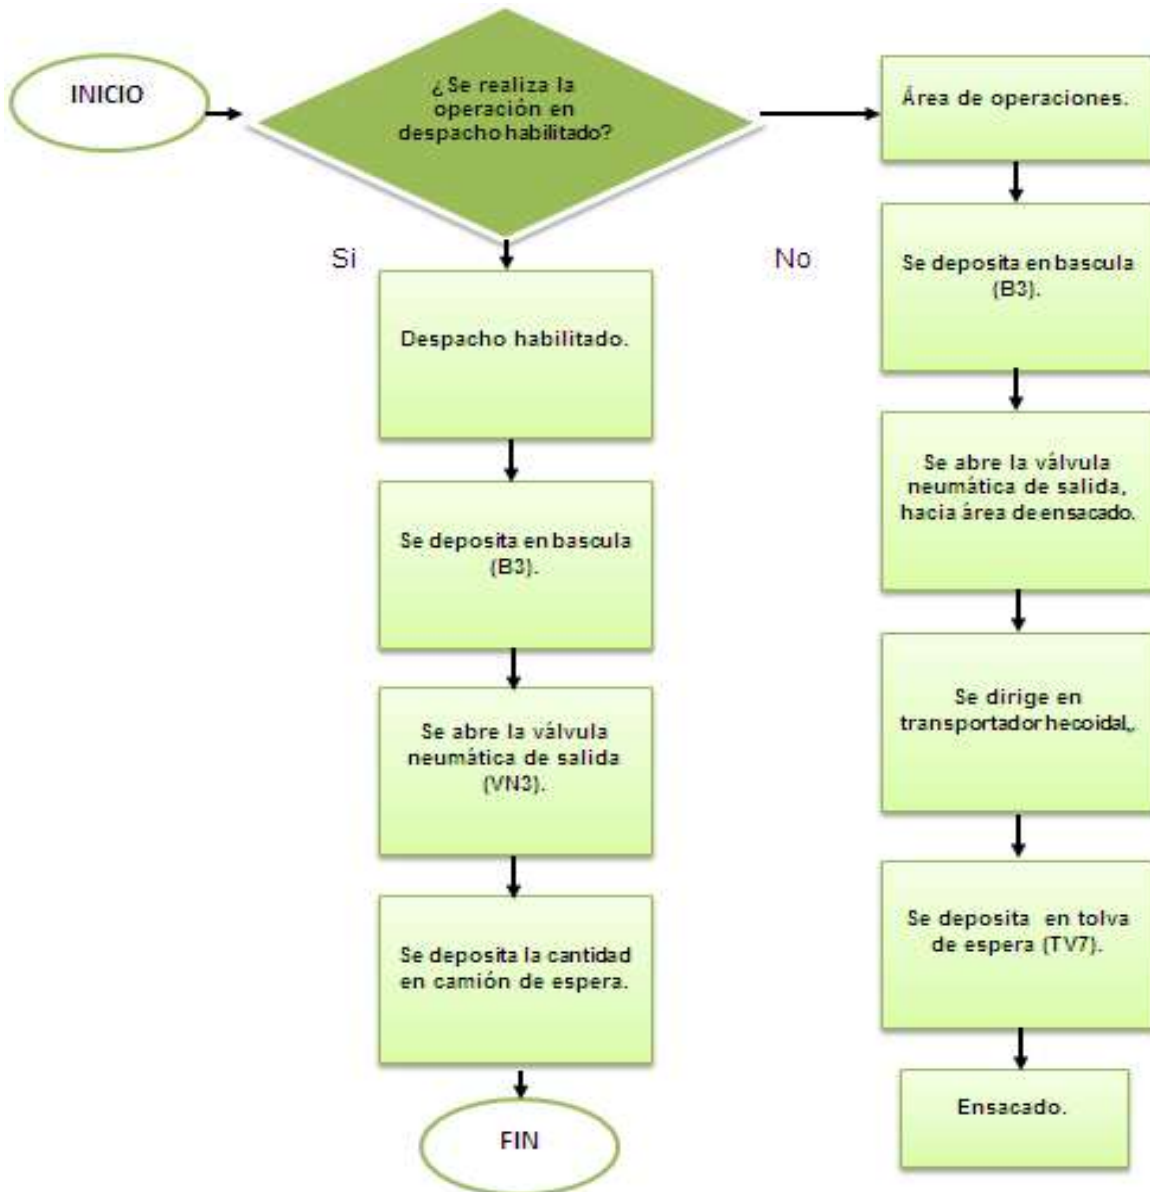 INICIO
¿Se realiza la
operación en
despacho habilitado?
Área de operaciones.
Si
No
Despacho habilitado.
Se deposita en bascula
(B3).
Se abre la válvula
neumática de salida
(VN3).
Se deposita la cantidad
en camión de espera.
FIN
Se deposita en bascula
(B3).
Se abre la válvula
neumática de salida,
hacia área de ensacado.
Se dirige en
transportador hecoidal,.
Se deposita en tolva
de espera (TV7).
Ensacado.